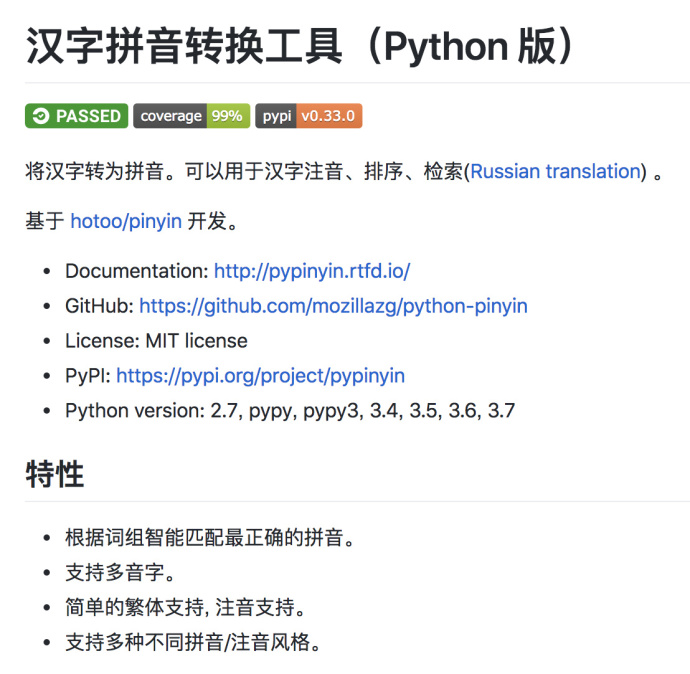 汉字拼音转换工具（Python 版）
PASSED coverage 99% pypi v0.33.0
将汉字转为拼音。可以用于汉字注音、排序、检索(Russian translation) 。
基于 hotoo/pinyin 开发。
• Documentation: http://pypinyin.rtfd.io/
• GitHub: https://github.com/mozillazg/python-pinyin
• License: MIT license
• PyPI: https://pypi.org/project/pypinyin
• Python version: 2.7, pypy, pypy3, 3.4, 3.5, 3.6, 3.7
特性
• 根据词组智能匹配最正确的拼音。
• 支持多音字。
• 简单的繁体支持, 注音支持。
• 支持多种不同拼音/注音风格。